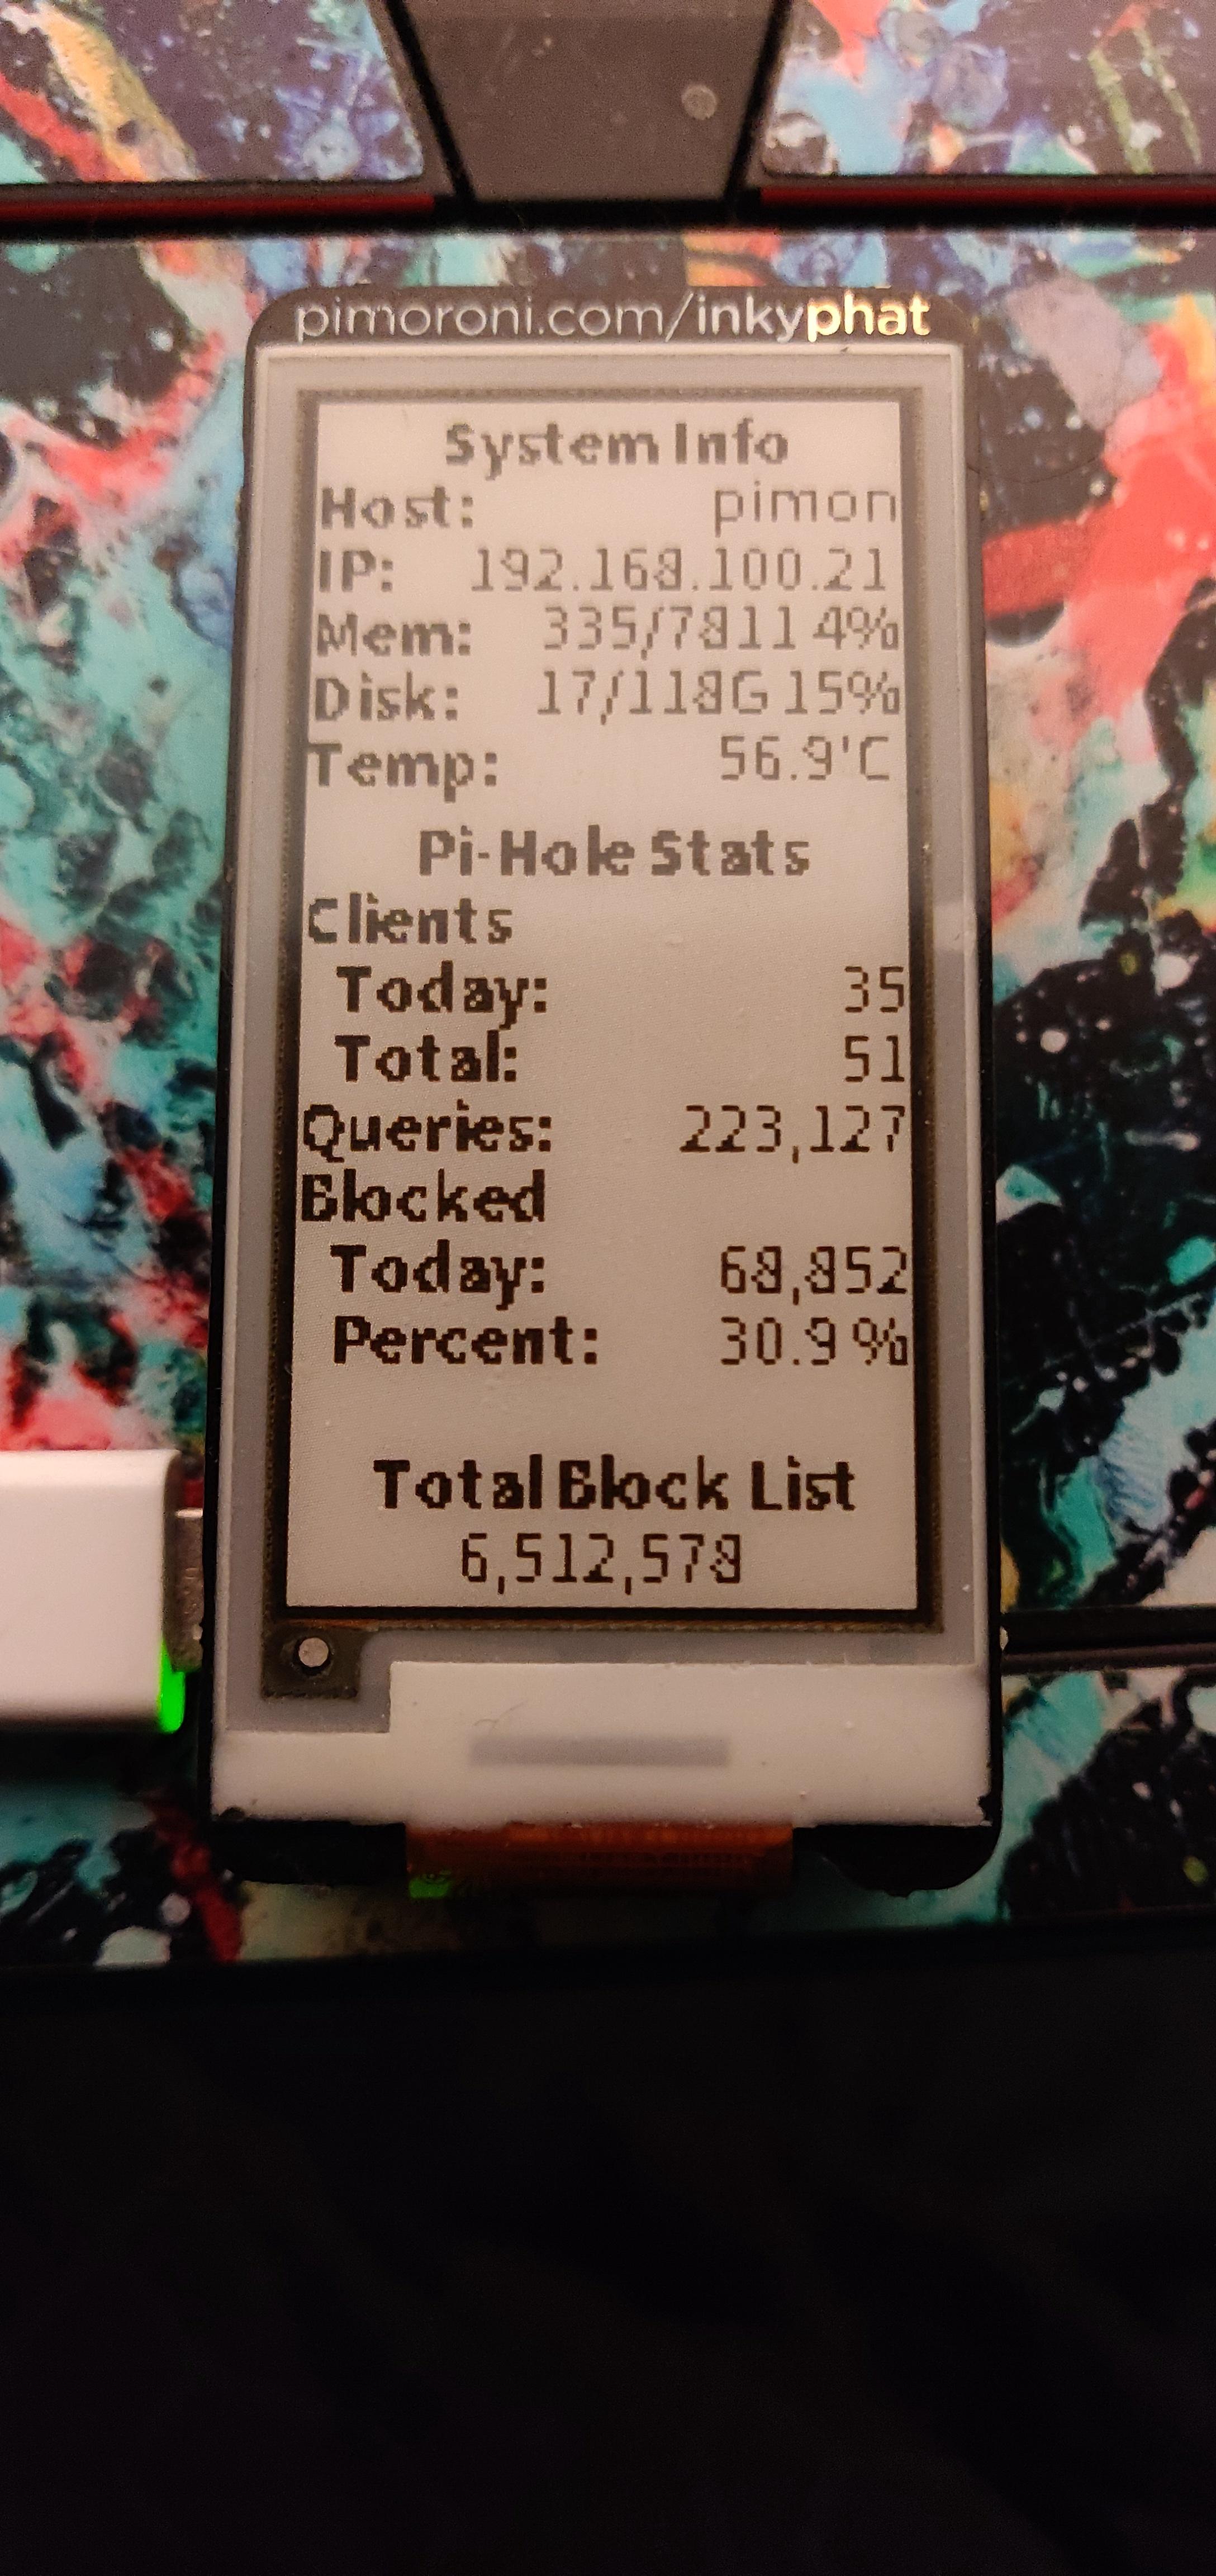 pimoroni.com/inkyphat
System Info
Host: pimon
IP: 192.168.100.21
Mem: 335/7811 4%
Disk: 17/118G 15%
Temp: 56.9'C
Pi-Hole Stats
Clients
Today: 35
Total: 51
Queries: 223,127
Blocked
Today: 68,852
Percent: 30.9 %
Total Block List
6,512,578